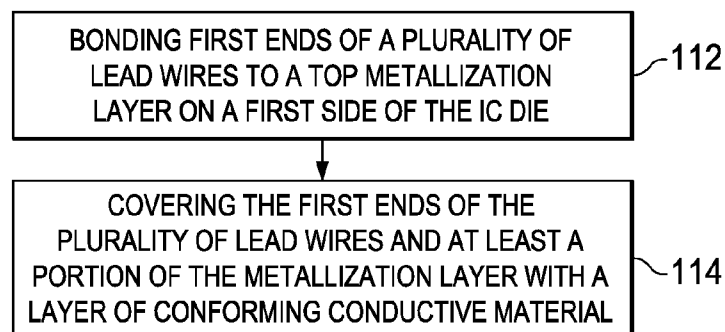 BONDING FIRST ENDS OF A PLURALITY OF
LEAD WIRES TO A TOP METALLIZATION
LAYER ON A FIRST SIDE OF THE IC DIE
112
COVERING THE FIRST ENDS OF THE
PLURALITY OF LEAD WIRES AND AT LEAST A
PORTION OF THE METALLIZATION LAYER WITH A
LAYER OF CONFORMING CONDUCTIVE MATERIAL
114